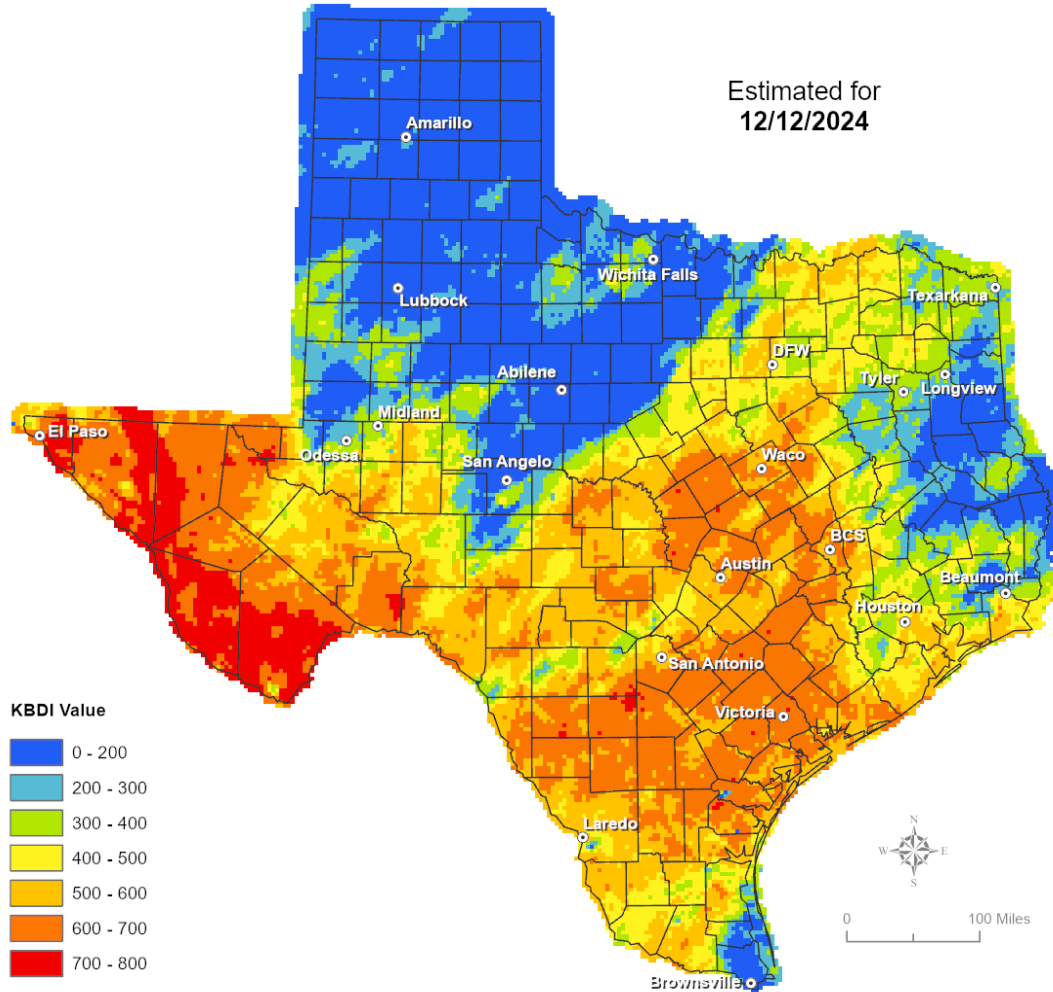 Estimated for
12/12/2024
Amarillo
Wichita Falls
Lubbock
Texarkana
DFW
Abilene
Tyler
Longview
Midland
El Paso
Odessa
San Angelo
Waco
BCS
Austin
Beaumont
Houston
San Antonio
Victoria
Laredo
Brownsville
KBDI Value
0 - 200
200 - 300
300 - 400
400 - 500
500 - 600
600 - 700
700 - 800
N
W
E
S
0
100 Miles